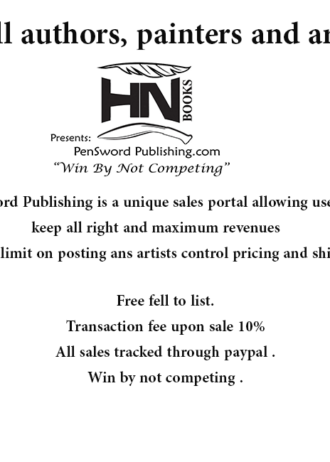 ll authors, painters and ar
HN
BOOKS
Presents:
PenSword Publishing.com
“Win By Not Competing”
ord Publishing is a unique sales portal allowing use
keep all right and maximum revenues
limit on posting ans artists control pricing and shi
Free fell to list.
Transaction fee upon sale 10%
All sales tracked through paypal .
Win by not competing .